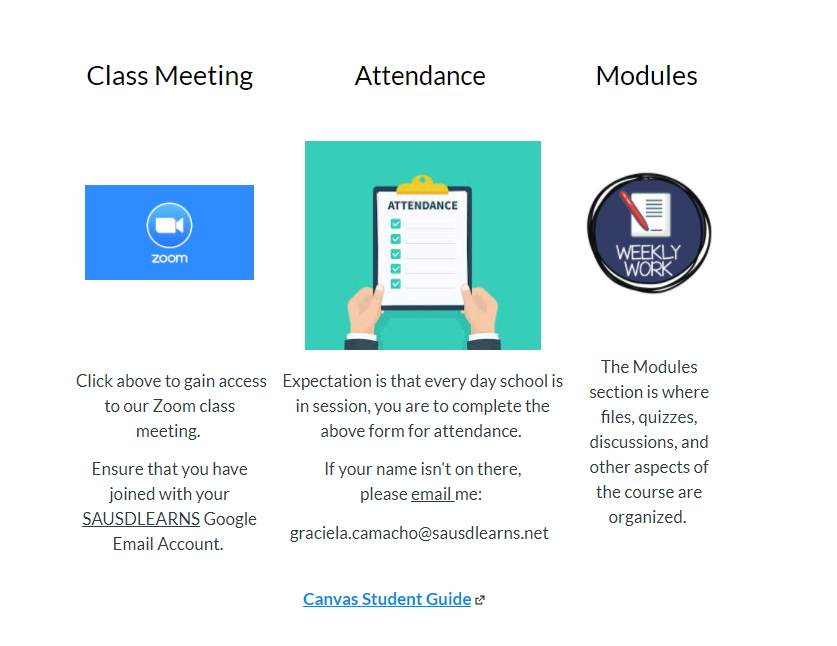 Class Meeting
Attendance
Modules
zoom
ATTENDANCE
WEEKLY
WORK
Click above to gain access
to our Zoom class
meeting.
Ensure that you have
joined with your
SAUSDLEARNS Google
Email Account.
Expectation is that every day school is
in session, you are to complete the
above form for attendance.
If your name isn't on there,
please email me:
graciela.camacho@sausdlearns.net
The Modules
section is where
files, quizzes,
discussions, and
other aspects of
the course are
organized.
Canvas Student Guide